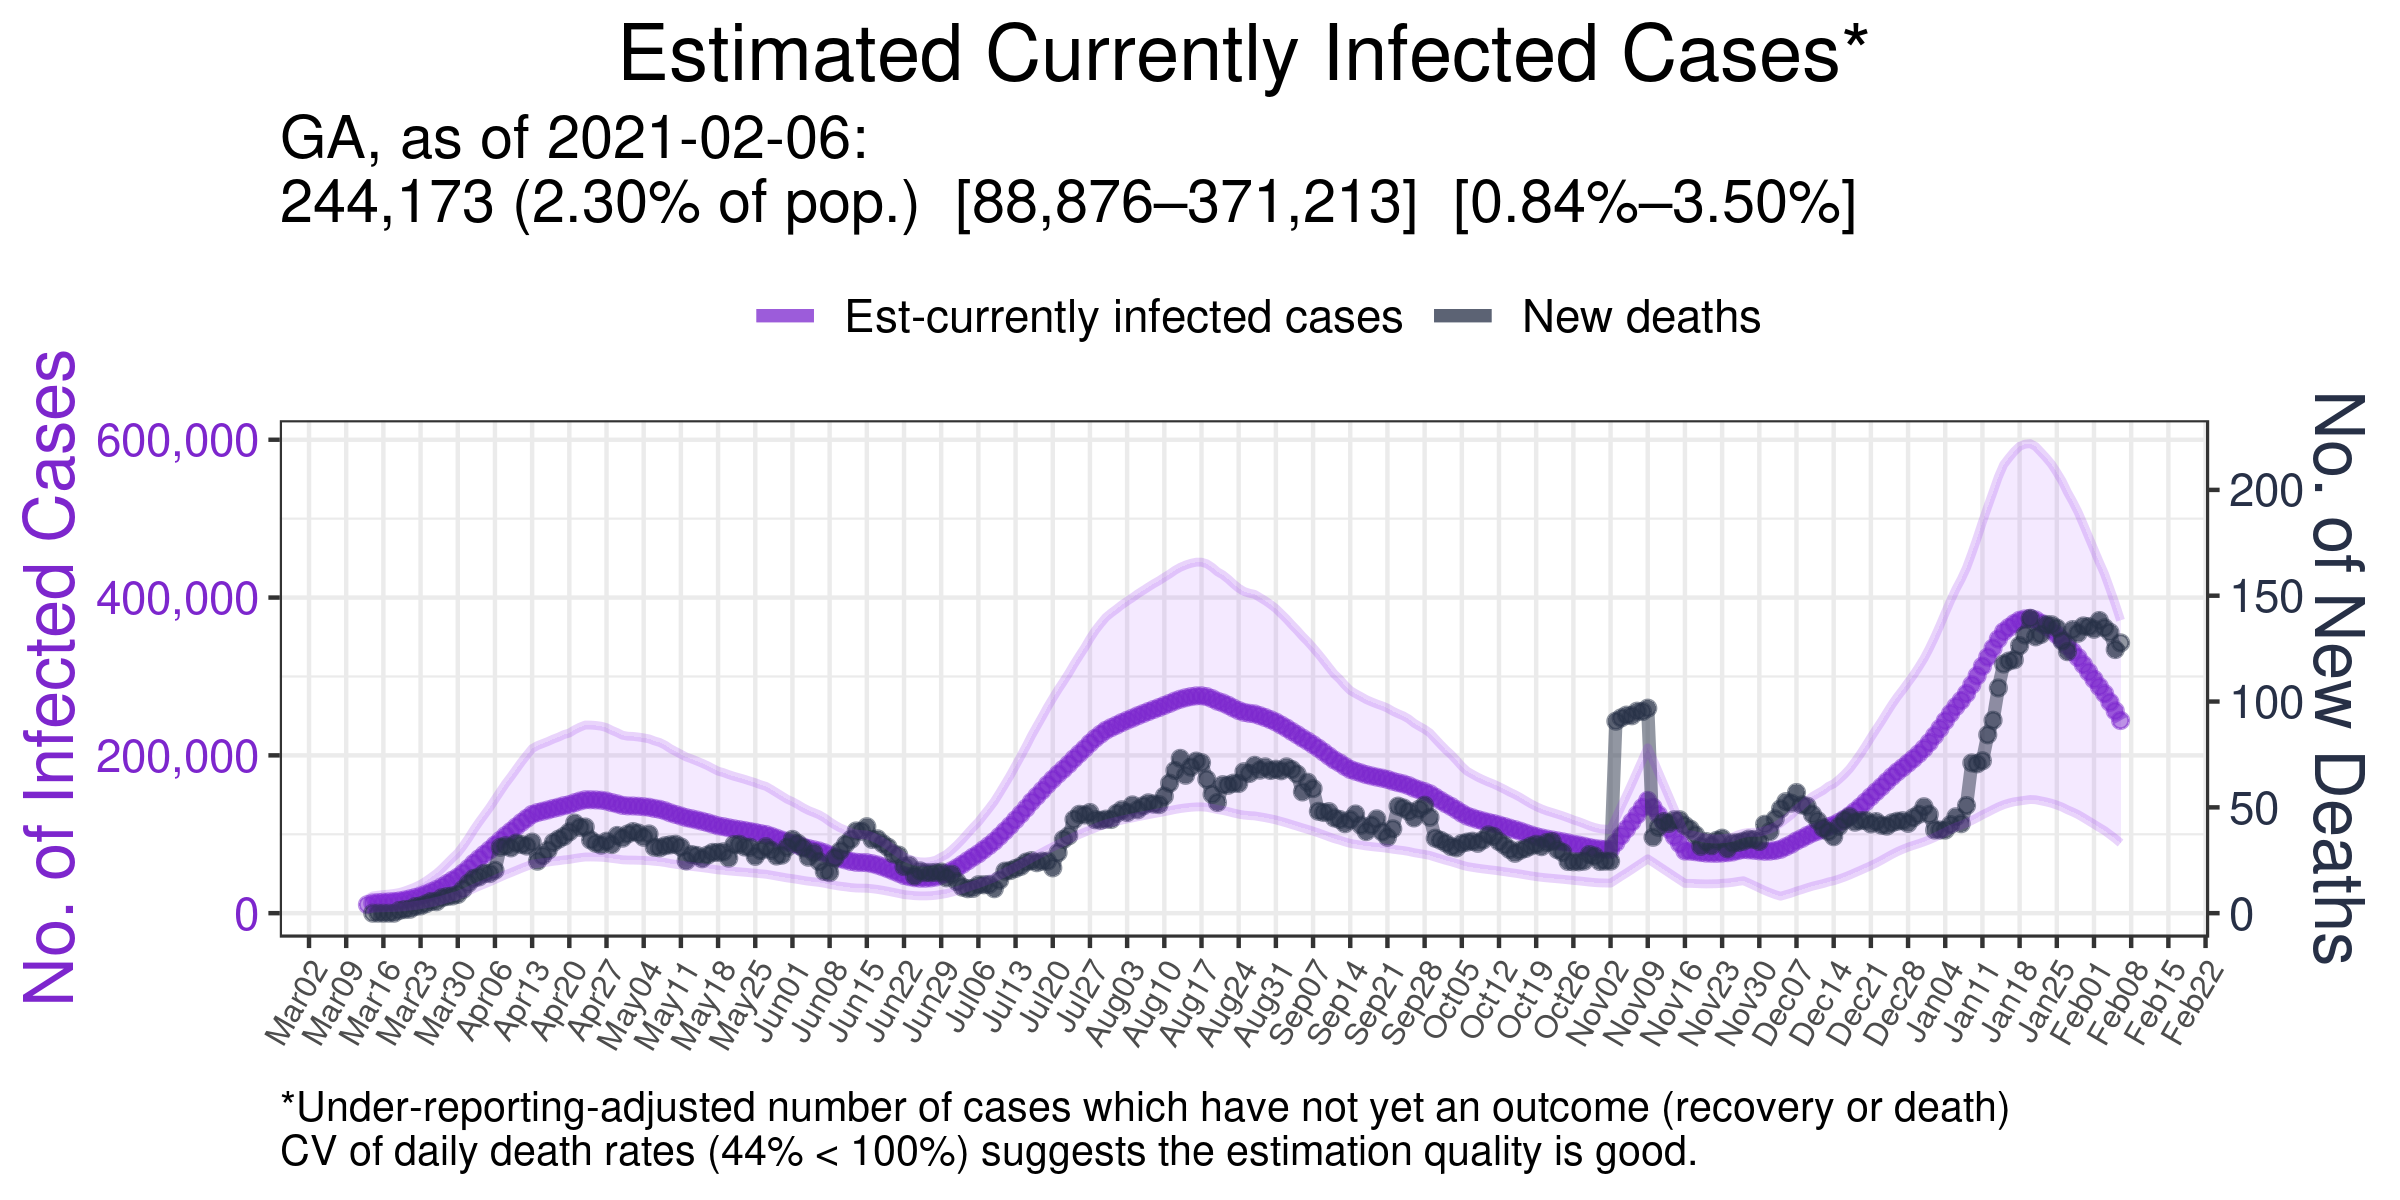 Estimated Currently Infected Cases*
GA, as of 2021-02-06:
244,173 (2.30% of pop.)  [88,876–371,213]  [0.84%–3.50%]
Est-currently infected cases
New deaths
No. of Infected Cases
600,000
400,000
200,000
0
No. of New Deaths
200
150
100
50
0
Mar02
Mar09
Mar16
Mar23
Mar30
Apr06
Apr13
Apr20
Apr27
May04
May11
May18
May25
Jun01
Jun08
Jun15
Jun22
Jun29
Jul06
Jul13
Jul20
Jul27
Aug03
Aug10
Aug17
Aug24
Aug31
Sep07
Sep14
Sep21
Sep28
Oct05
Oct12
Oct19
Oct26
Nov02
Nov09
Nov16
Nov23
Nov30
Dec07
Dec14
Dec21
Dec28
Jan04
Jan11
Jan18
Jan25
Feb01
Feb08
Feb15
Feb22
*Under-reporting-adjusted number of cases which have not yet an outcome (recovery or death)
CV of daily death rates (44% < 100%) suggests the estimation quality is good.